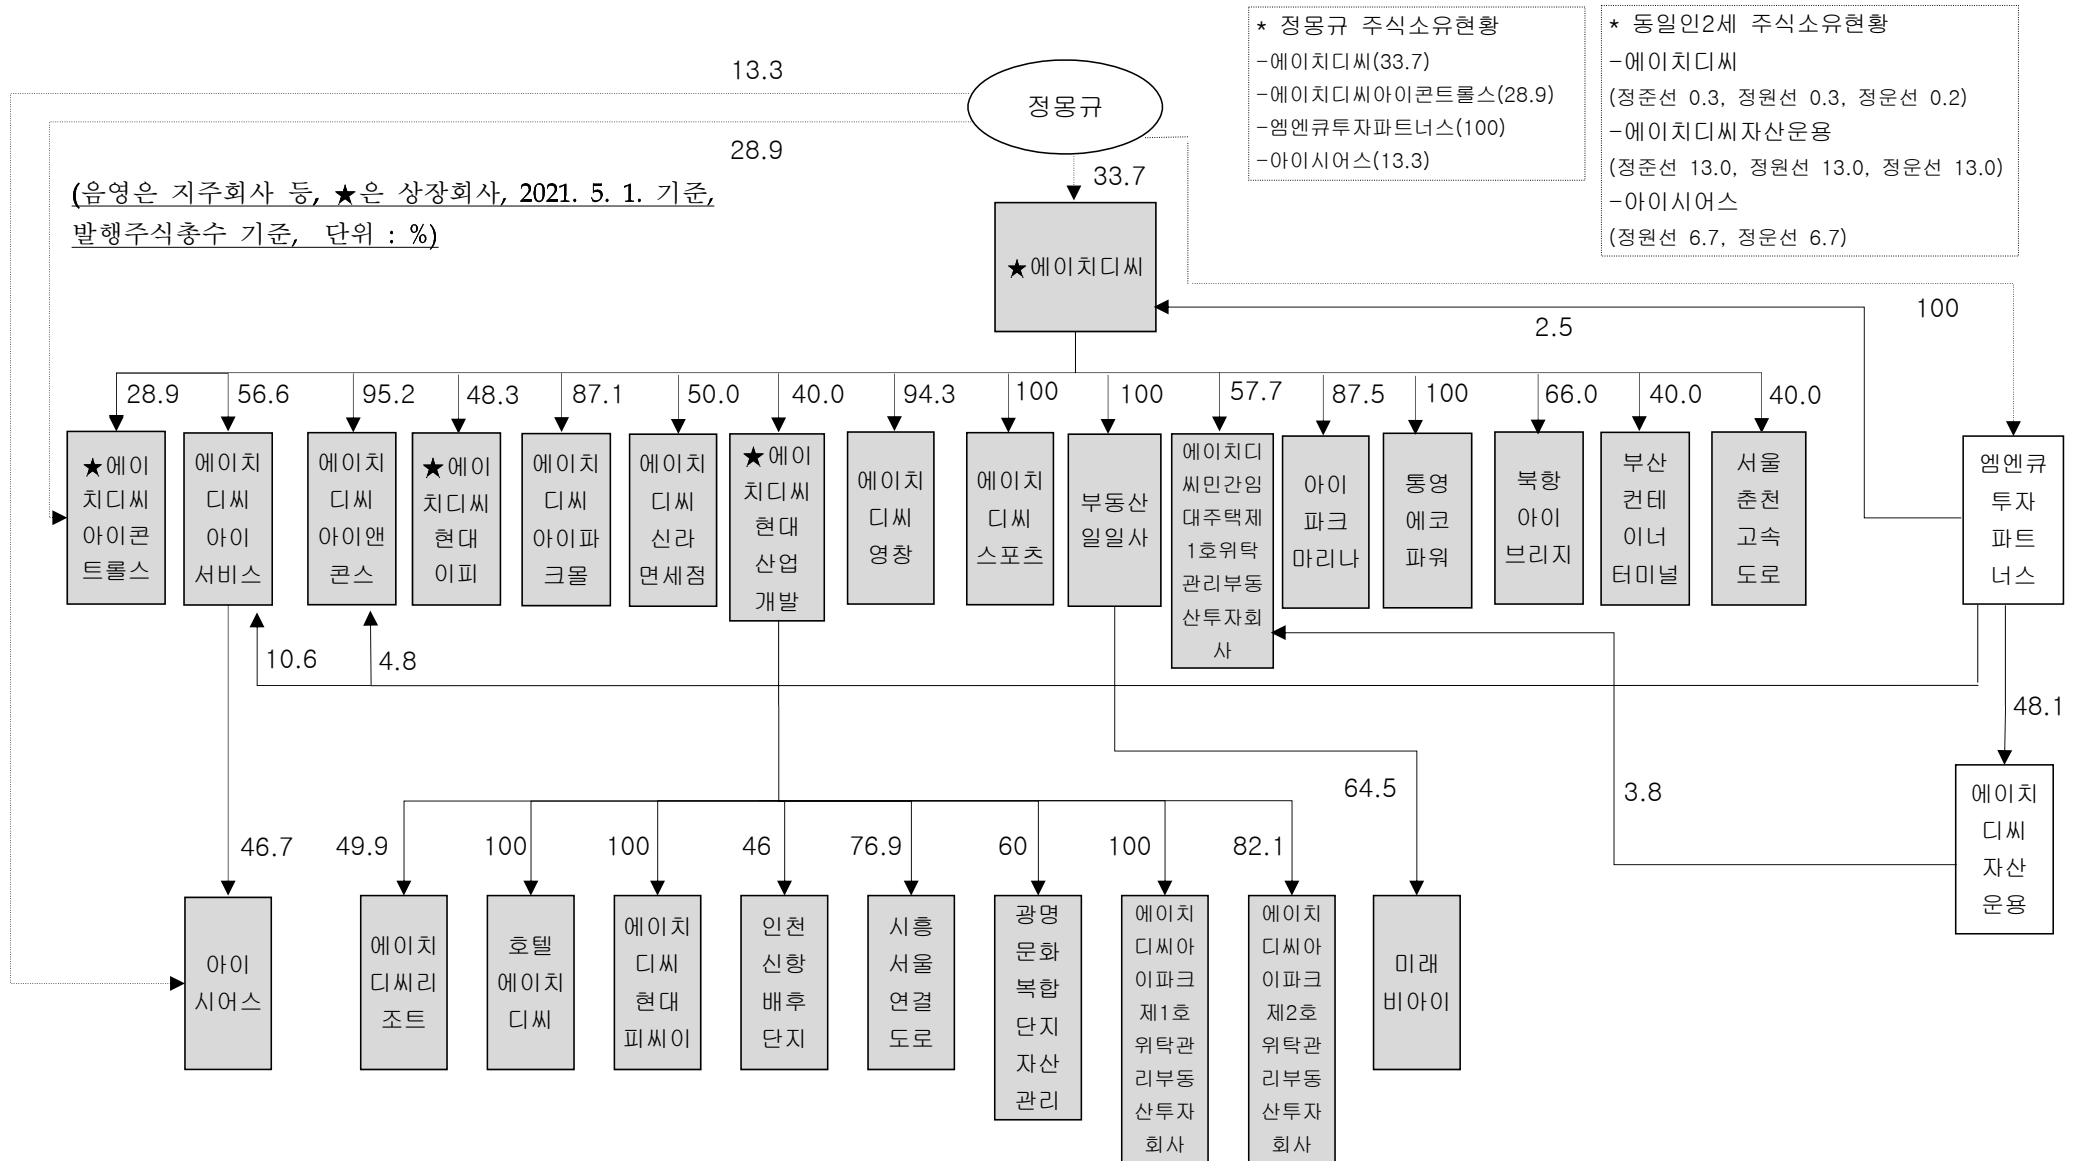 * 정몽규 주식소유현황
-에이치디씨(33.7)
-에이치디씨아이콘트롤스(28.9)
-엠엔큐투자파트너스(100)
-아이시어스(13.3)
* 동일인2세 주식소유현황
-에이치디씨
(정준선 0.3, 정원선 0.3, 정운선 0.2)
-에이치디씨자산운용
(정준선 13.0, 정원선 13.0, 정운선 13.0)
-아이시어스
(정원선 6.7, 정운선 6.7)
13.3
정몽규
28.9
33.7
(음영은 지주회사 등, ★은 상장회사, 2021. 5. 1. 기준,
발행주식총수 기준, 단위 : %)
★에이치디씨
100
2.5
28.9
56.6
95.2
48.3
87.1
50.0
40.0
94.3
100
100
57.7
87.5
100
66.0
40.0
40.0
★에이
치디씨
아이콘
트롤스
에이치
디씨
아이
서비스
에이치
디씨
아이앤
콘스
★에이
치디씨
현대
이피
에이치
디씨
아이파
크몰
에이치
디씨
신라
면세점
★에이
치디씨
현대
산업
개발
에이치
디씨
영창
에이치
디씨
스포츠
부동산
일일사
에이치디
씨민간임
대주택제
1호위탁
관리부동
산투자회
사
아이
파크
마리나
통영
에코
파워
북항
아이
브리지
부산
컨테
이너
터미널
서울
춘천
고속
도로
엠엔큐
투자
파트
너스
10.6
4.8
48.1
64.5
3.8
46.7
49.9
100
100
46
76.9
60
100
82.1
에이치
디씨
자산
운용
아이
시어스
에이치
디씨리
조트
호텔
에이치
디씨
에이치
디씨
현대
피씨이
인천
신항
배후
단지
시흥
서울
연결
도로
광명
문화
복합
단지
자산
관리
에이치
디씨아
이파크
제1호
위탁관
리부동
산투자
회사
에이치
디씨아
이파크
제2호
위탁관
리부동
산투자
회사
미래
비아이